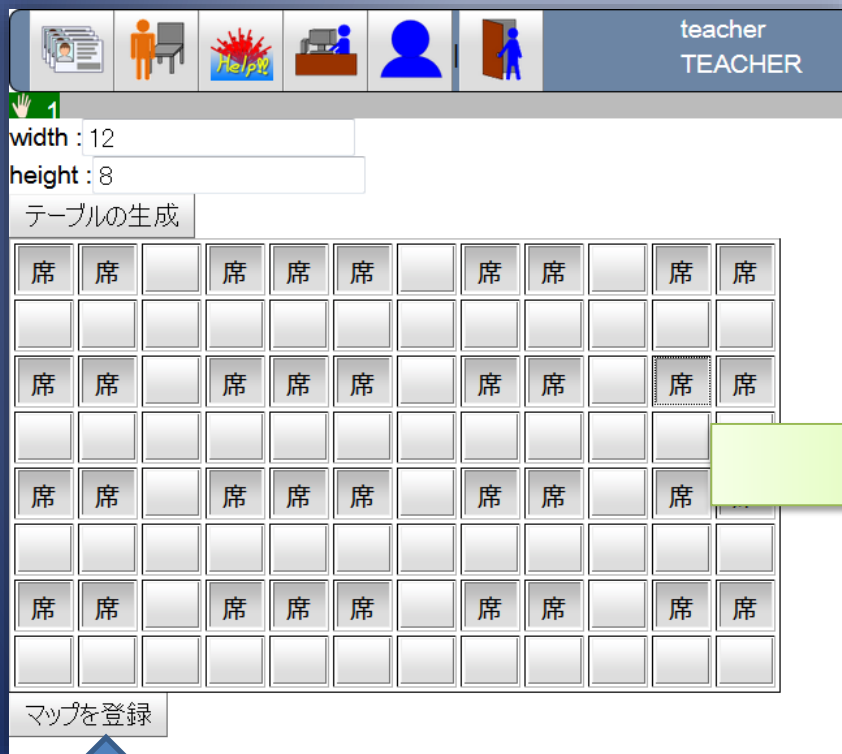 teacher
TEACHER
Help!!
1
width : 12
height : 8
テーブルの生成
席 席 席 席 席 席 席 席 席
席 席 席 席 席 席 席 席 席
席 席 席 席 席 席 席 席
席 席 席 席 席 席 席 席 席
マップを登録